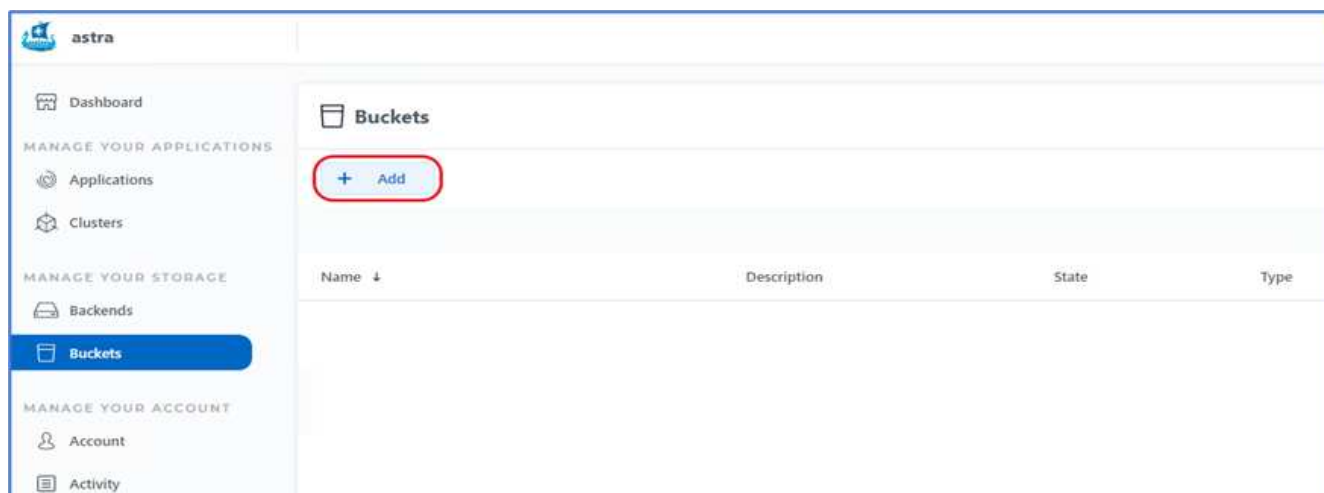 astra
Dashboard
MANAGE YOUR APPLICATIONS
Applications
Clusters
MANAGE YOUR STORAGE
Backends
Buckets
MANAGE YOUR ACCOUNT
Account
Activity
Buckets
+ Add
Name ↓ Description State Type